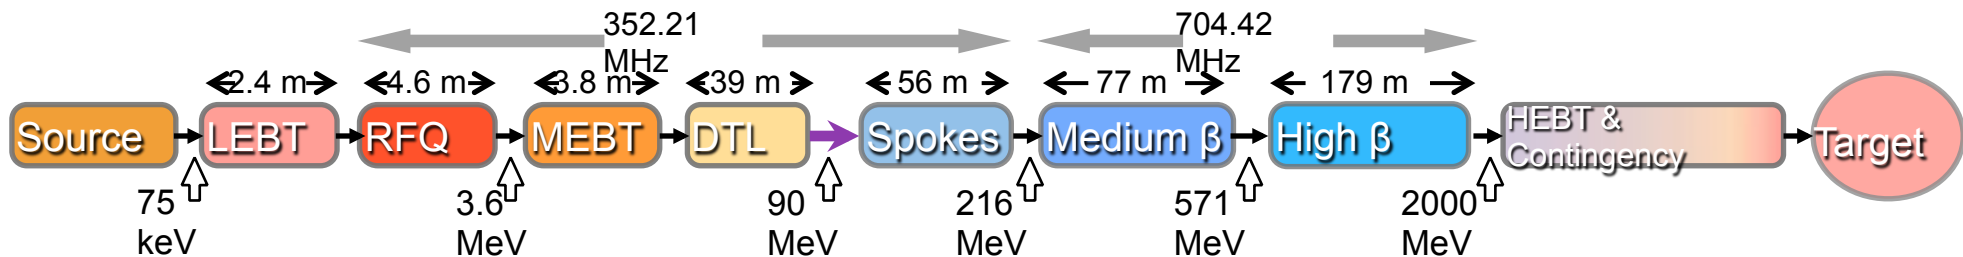 352.21
MHz
704.42
MHz
2.4 m
4.6 m
3.8 m
39 m
56 m
77 m
179 m
Source
LEBT
RFQ
MEBT
DTL
Spokes
Medium β
High β
HEBT &
Contingency
Target
75
keV
3.6
MeV
90
MeV
216
MeV
571
MeV
2000
MeV